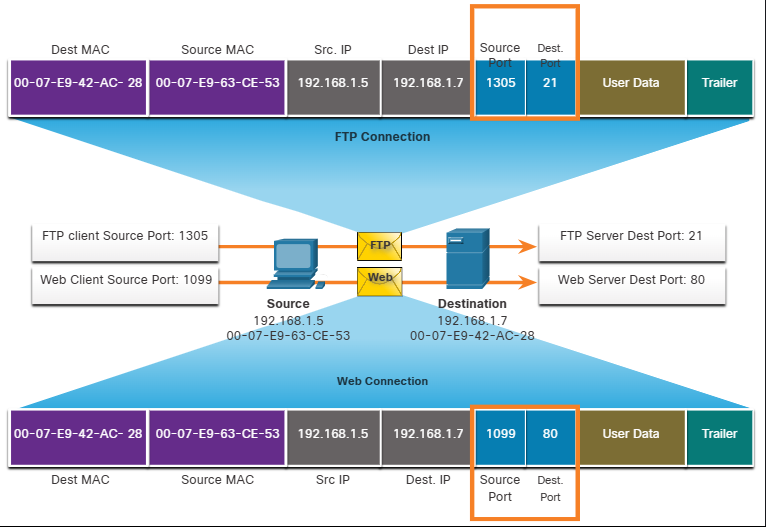 Dest MAC Source MAC Src. IP Dest IP Source Port Dest. Port
00-07-E9-42-AC- 28 00-07-E9-63-CE-53 192.168.1.5 192.168.1.7 1305 21 User Data Trailer
FTP Connection
FTP client Source Port: 1305 FTP FTP Server Dest Port: 21
Web Client Source Port: 1099 Web Web Server Dest Port: 80
Source Destination
192.168.1.5 192.168.1.7
00-07-E9-63-CE-53 00-07-E9-42-AC-28
Web Connection
00-07-E9-42-AC- 28 00-07-E9-63-CE-53 192.168.1.5 192.168.1.7 1099 80 User Data Trailer
Dest MAC Source MAC Src IP Dest. IP Source Port Dest. Port